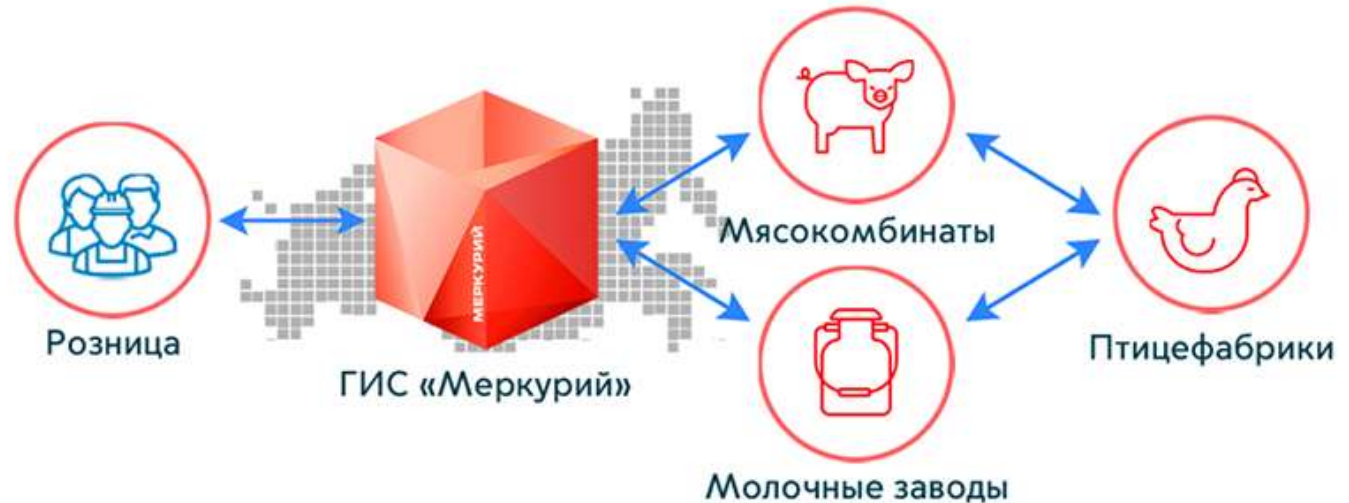 Розница
МЕРКУРИЙ
ГИС «Меркурий»
Мясокомбинаты
Молочные заводы
Птицефабрики